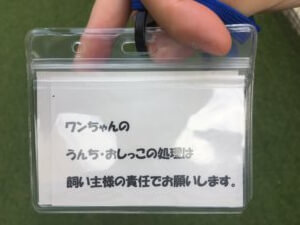 ワンちゃんの
うんち・おしっこの処理は
飼い主様の責任でお願いします。